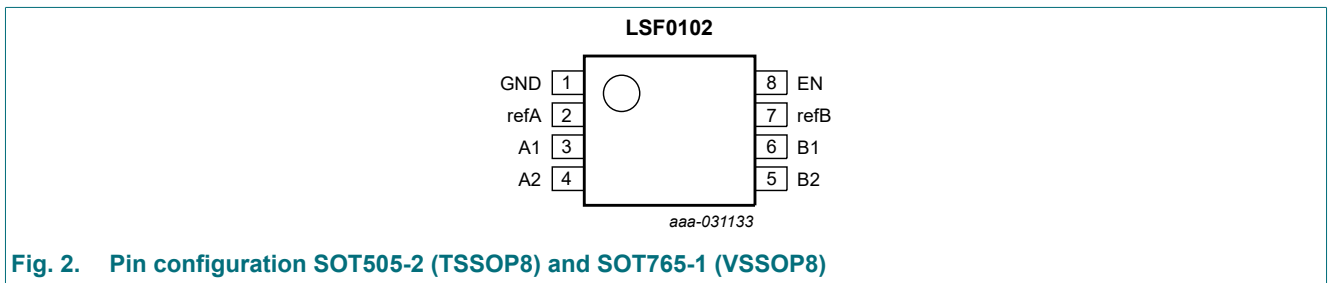 LSF0102
GND 1 8 EN
refA 2 7 refB
A1 3 6 B1
A2 4 5 B2
aaa-031133
Fig. 2. Pin configuration SOT505-2 (TSSOP8) and SOT765-1 (VSSOP8)